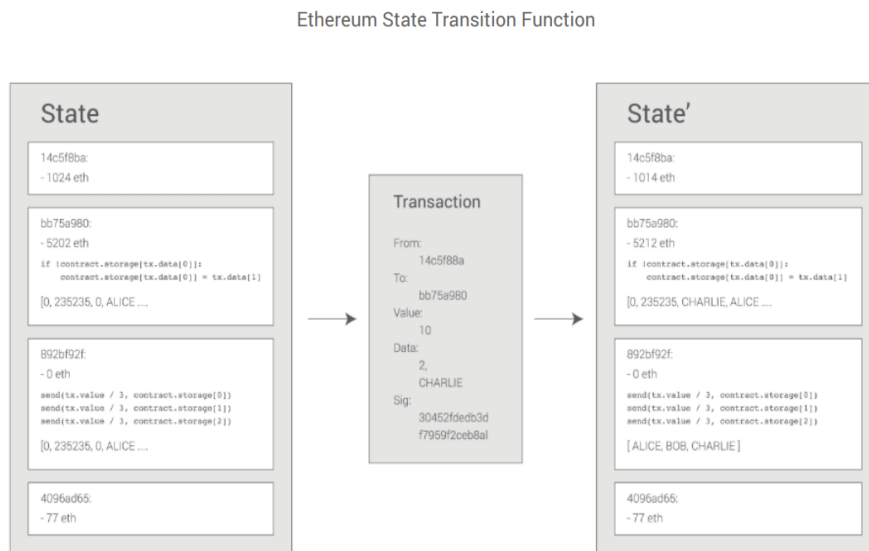 Ethereum State Transition Function
State
14c5f8ba:
- 1024 eth
bb75a980:
- 5202 eth
if !contract.storage[tx.data[0]]:
contract.storage[tx.data[0]] = tx.data[1]
[0, 235235, 0, ALICE ....
892bf92f:
- 0 eth
send(tx.value / 3, contract.storage[0])
send(tx.value / 3, contract.storage[1])
send(tx.value / 3, contract.storage[2])
[0, 235235, 0, ALICE ....
4096ad65:
- 77 eth
Transaction
From:
14c5f88a
To:
bb75a980
Value:
10
Data:
2,
CHARLIE
Sig:
30452fdedb3d
f7959f2ceb8a1
State'
14c5f8ba:
- 1014 eth
bb75a980:
- 5212 eth
if !contract.storage[tx.data[0]]:
contract.storage[tx.data[0]] = tx.data[1]
[0, 235235, CHARLIE, ALICE ....
892bf92f:
- 0 eth
send(tx.value / 3, contract.storage[0])
send(tx.value / 3, contract.storage[1])
send(tx.value / 3, contract.storage[2])
[ ALICE, BOB, CHARLIE ]
4096ad65:
- 77 eth